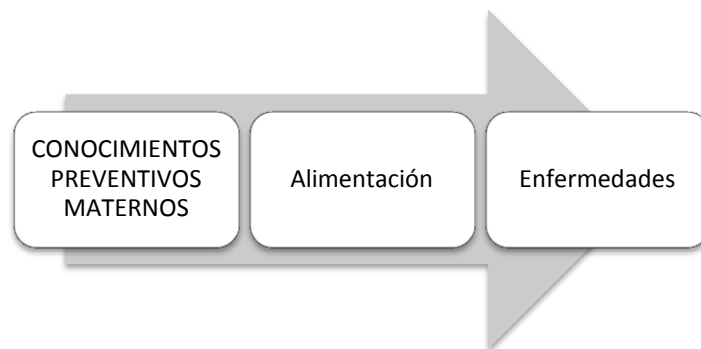 CONOCIMIENTOS
PREVENTIVOS
MATERNOS
Alimentación
Enfermedades